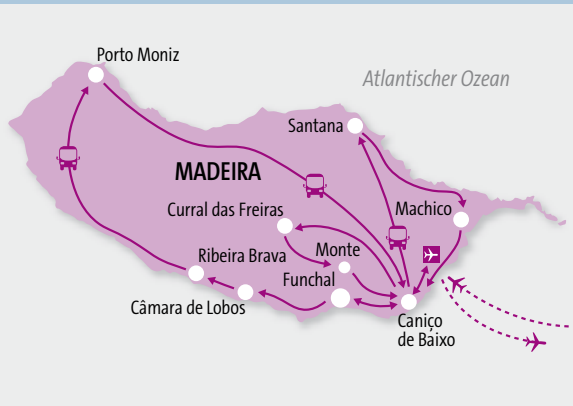 Porto Moniz
Atlantischer Ozean
Santana
MADEIRA
Curral das Freiras
Machico
Ribeira Brava
Monte
Funchal
Câmara de Lobos
Caniço
de Baixo